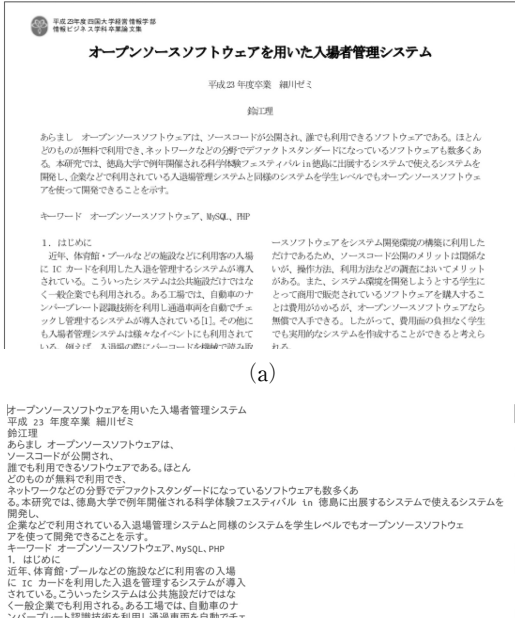 平成23年度四国大学経営情報学部
情報ビジネス学科卒業論文集
オープンソースソフトウェアを用いた入場者管理システム
平成23年度卒業　細川ゼミ
鈴江理
あらまし　オープンソースソフトウェアは、ソースコードが公開され、誰でも利用できるソフトウェアである。ほとん
どのものが無料で利用でき、ネットワークなどの分野でデファクトスタンダードになっているソフトウェアも数多くあ
る。本研究では、徳島大学で例年開催される科学体験フェスティバル in 徳島に出展するシステムで使えるシステムを
開発し、企業などで利用されている入退場管理システムと同様のシステムを学生レベルでもオープンソースソフトウェ
アを使って開発できることを示す。
キーワード　オープンソースソフトウェア、MySQL、PHP
1．はじめに
近年、体育館・プールなどの施設などに利用客の入場
に IC カードを利用した入退を管理するシステムが導入
されている。こういったシステムは公共施設だけではな
く一般企業でも利用される。ある工場では、自動車のナ
ンバープレート認識技術を利用し通過車両を自動でチェ
ックし管理するシステムが導入されている[1]。その他に
も入場者管理システムは様々なイベントにも利用されて
いる。例えば、入退場の際にバーコードを機械で読み取
ースソフトウェアをシステム開発環境の構築に利用した
だけであるため、ソースコード公開のメリットは関係な
いが、操作方法、利用方法などの調査においてメリット
がある。また、システム環境を開発しようとする学生に
とって商用で販売されているソフトウェアを購入するこ
とは費用がかかるが、オープンソースソフトウェアなら
無償で入手できる。したがって、費用面の負担なく学生
でも実用的なシステムを作成することができると考えら
れる。
(a)
オープンソースソフトウェアを用いた入場者管理システム
平成 23 年度卒業 細川ゼミ
鈴江理
あらまし オープンソースソフトウェアは、
ソースコードが公開され、
誰でも利用できるソフトウェアである。ほとん
どのものが無料で利用でき、
ネットワークなどの分野でデファクトスタンダードになっているソフトウェアも数多くあ
る。本研究では、徳島大学で例年開催される科学体験フェスティバル in 徳島に出展するシステムで使えるシステムを
開発し、
企業などで利用されている入退場管理システムと同様のシステムを学生レベルでもオープンソースソフトウェ
アを使って開発できることを示す。
キーワード オープンソースソフトウェア、MySQL、PHP
1. はじめに
近年、体育館・プールなどの施設などに利用客の入場
に IC カードを利用した入退を管理するシステムが導入
されている。こういったシステムは公共施設だけではな
く一般企業でも利用される。ある工場では、自動車のナ
ンバープレート認識技術を利用し通過車両を自動でチェ